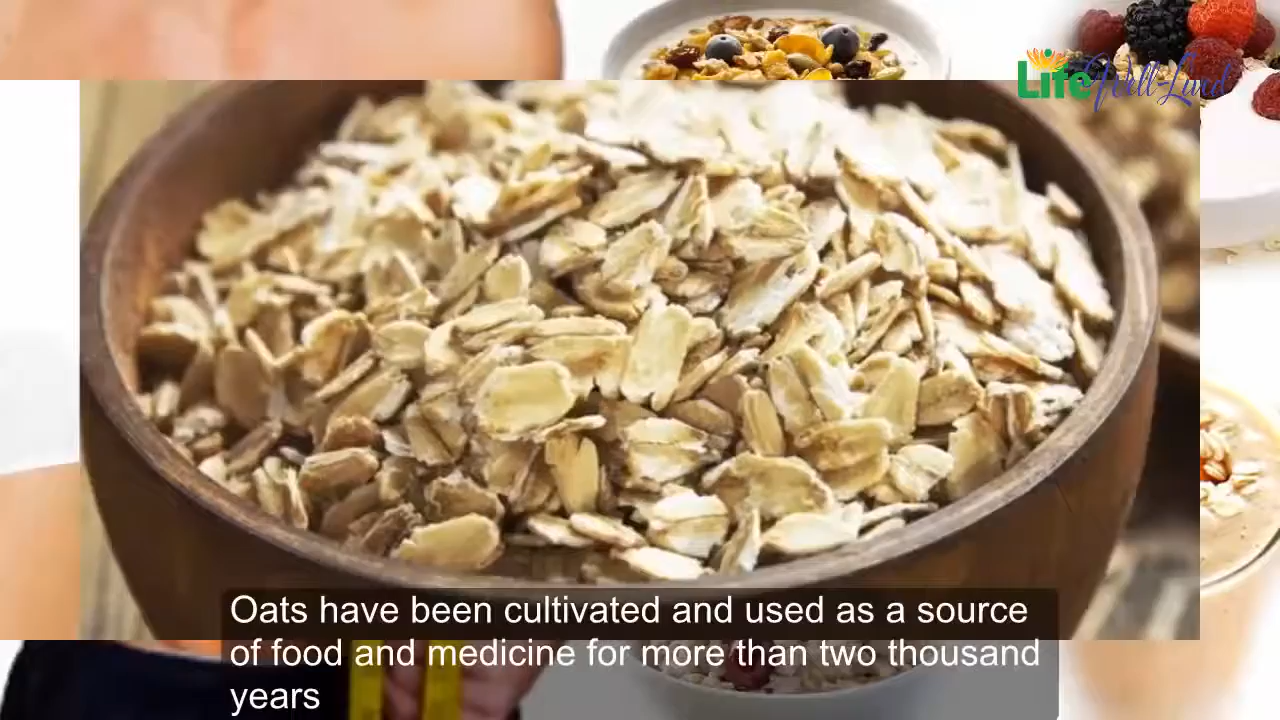 Life Well-Lived
Oats have been cultivated and used as a source
of food and medicine for more than two thousand
years